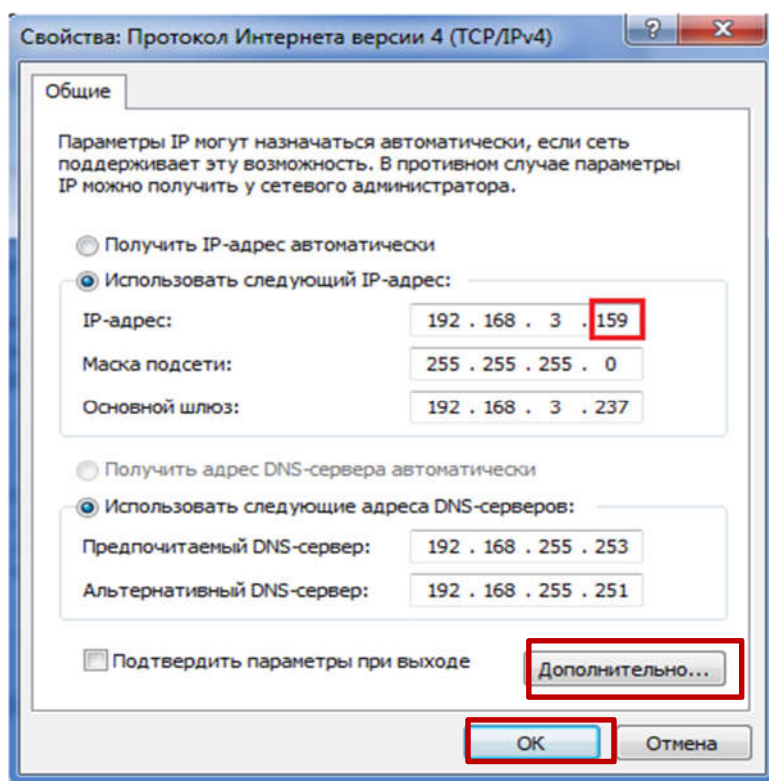 Свойства: Протокол Интернета версии 4 (TCP/IPv4)
?
Общие
Параметры IP могут назначаться автоматически, если сеть
поддерживает эту возможность. В противном случае параметры
IP можно получить у сетевого администратора.
Получить IP-адрес автоматически
Использовать следующий IP-адрес:
IP-адрес: 192 . 168 . 3 . 159
Маска подсети: 255 . 255 . 255 . 0
Основной шлюз: 192 . 168 . 3 . 237
Получить адрес DNS-сервера автоматически
Использовать следующие адреса DNS-серверов:
Предпочитаемый DNS-сервер: 192 . 168 . 255 . 253
Альтернативный DNS-сервер: 192 . 168 . 255 . 251
Подтвердить параметры при выходе Дополнительно...
ОК Отмена